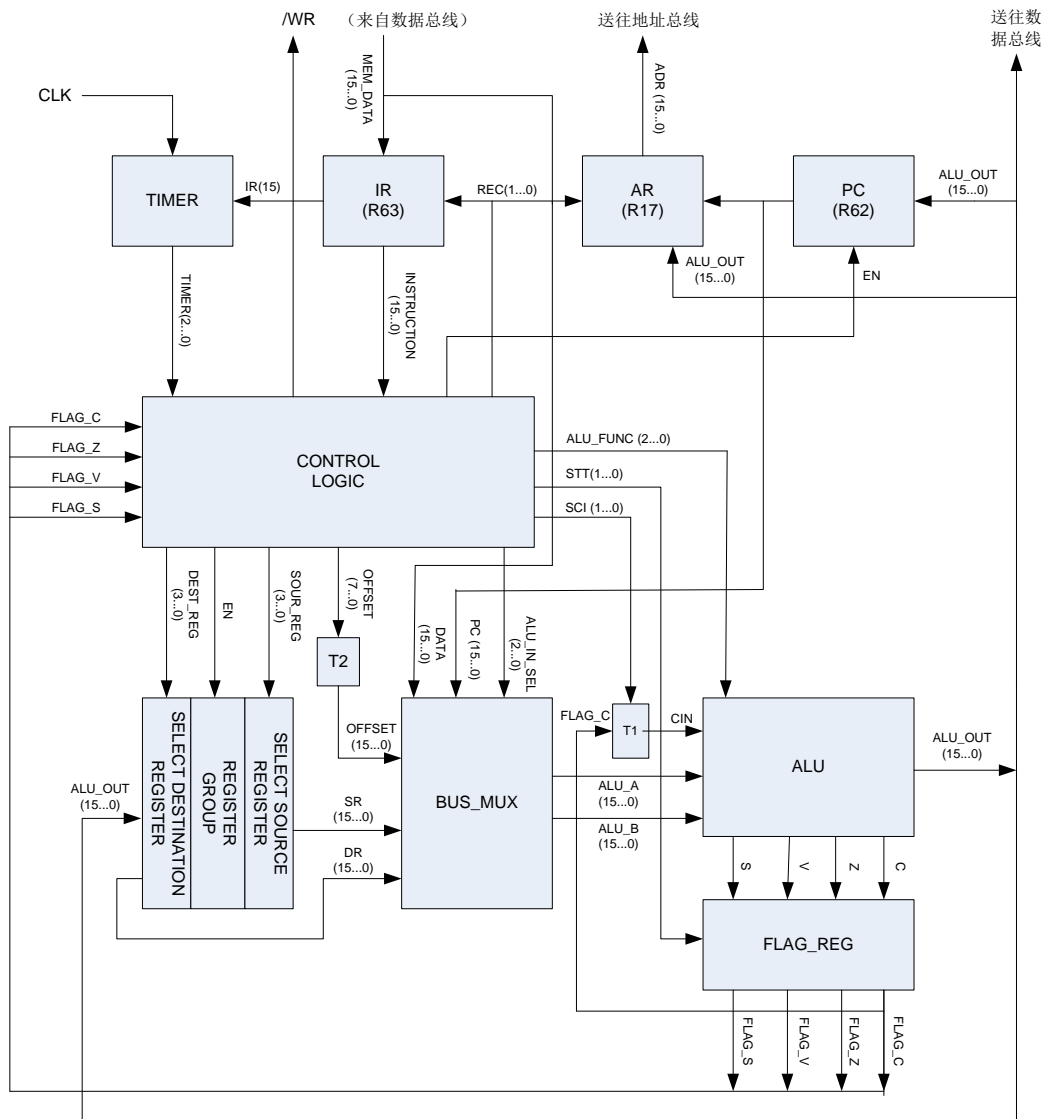 /WR
（来自数据总线）
送往地址总线
送往数
据总线
MEM_DATA
(15...0)
ADR (15...0)
CLK
TIMER
IR(15)
IR
(R63)
REC(1...0)
AR
(R17)
PC
(R62)
ALU_OUT
(15...0)
ALU_OUT
(15...0)
EN
TIMER(2...0)
INSTRUCTION
(15...0)
FLAG_C
FLAG_Z
FLAG_V
FLAG_S
CONTROL
LOGIC
ALU_FUNC (2...0)
STT(1...0)
SCI (1...0)
DEST_REG
(3...0)
EN
SOUR_REG
(3...0)
OFFSET
(7...0)
DATA
(15...0)
PC (15...0)
ALU_IN_SEL
(2...0)
T2
OFFSET
(15...0)
FLAG_C
T1
CIN
ALU_OUT
(15...0)
SELECT DESTINATION
REGISTER
REGISTER
GROUP
SELECT SOURCE
REGISTER
SR
(15...0)
DR
(15...0)
BUS_MUX
ALU_A
(15...0)
ALU_B
(15...0)
ALU
ALU_OUT
(15...0)
S
V
Z
C
FLAG_REG
FLAG_S
FLAG_V
FLAG_Z
FLAG_C